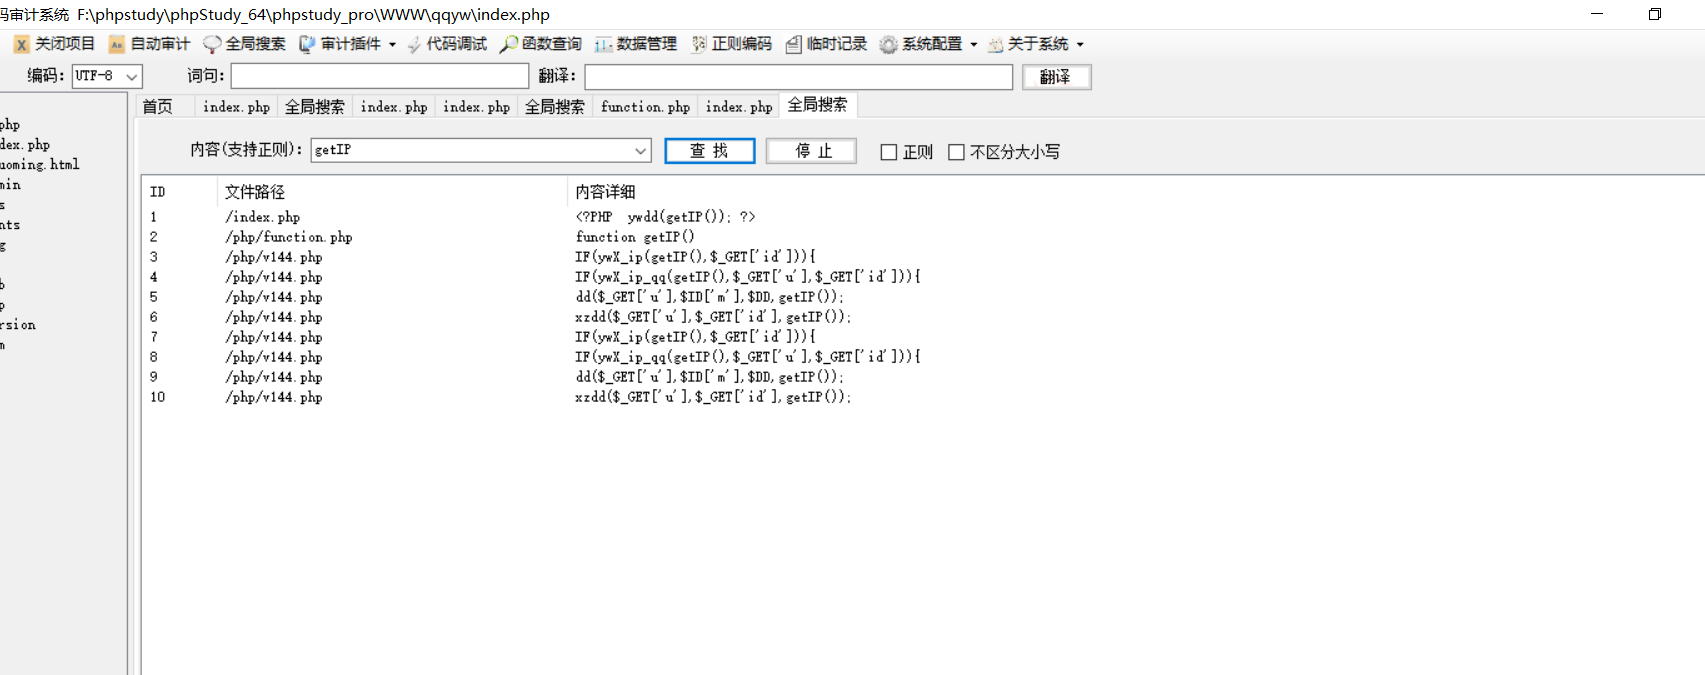 码审计系统 F:\phpstudy\phpStudy_64\phpstudy_pro\WWW\qqyw\index.php
关闭项目 自动审计 全局搜索 审计插件 代码调试 函数查询 数据管理 正则编码 临时记录 系统配置 关于系统
编码: UTF-8 词句: 翻译: 翻译
首页 index.php 全局搜索 index.php index.php 全局搜索 function.php index.php 全局搜索
php
dex.php
uoming.html
min
s
nts
g
b
p
rsion
m
内容(支持正则): getIP 查 找 停 止 正则 不区分大小写
ID 文件路径 内容详细
1 /index.php <?PHP ywdd(getIP()); ?>
2 /php/function.php function getIP()
3 /php/v144.php IF(ywX_ip(getIP(),$_GET['id'])){
4 /php/v144.php IF(ywX_ip_qq(getIP(),$_GET['u'],$_GET['id'])){
5 /php/v144.php dd($_GET['u'],$ID['m'],$DD,getIP());
6 /php/v144.php xzdd($_GET['u'],$_GET['id'],getIP());
7 /php/v144.php IF(ywX_ip(getIP(),$_GET['id'])){
8 /php/v144.php IF(ywX_ip_qq(getIP(),$_GET['u'],$_GET['id'])){
9 /php/v144.php dd($_GET['u'],$ID['m'],$DD,getIP());
10 /php/v144.php xzdd($_GET['u'],$_GET['id'],getIP());